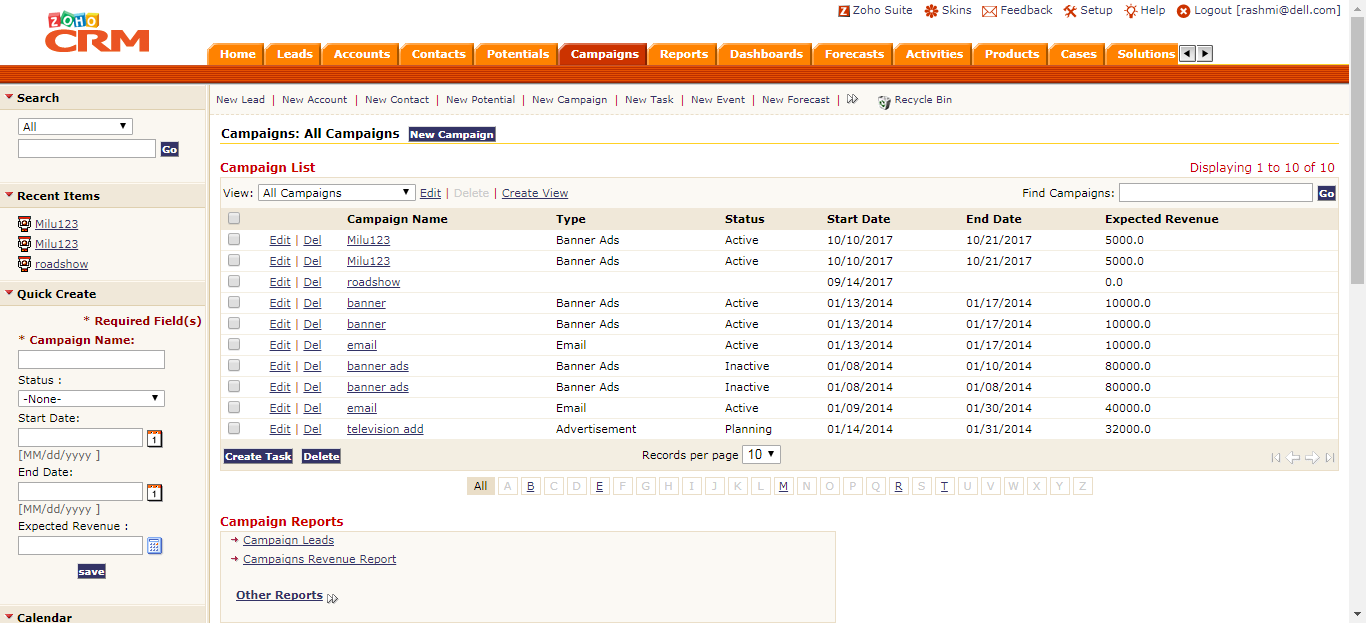 ZOHO
CRM
Zoho Suite Skins Feedback Setup Help Logout [rashmi@dell.com]
Home Leads Accounts Contacts Potentials Campaigns Reports Dashboards Forecasts Activities Products Cases Solutions
Search
All
Go
Recent Items
Milu123
Milu123
roadshow
Quick Create
* Required Field(s)
* Campaign Name:
Status :
-None-
Start Date:
1
[MM/dd/yyyy ]
End Date:
1
[MM/dd/yyyy ]
Expected Revenue :
save
Calendar
New Lead | New Account | New Contact | New Potential | New Campaign | New Task | New Event | New Forecast | Recycle Bin
Campaigns: All Campaigns New Campaign
Campaign List Displaying 1 to 10 of 10
View: All Campaigns Edit | Delete | Create View Find Campaigns: Go
Campaign Name Type Status Start Date End Date Expected Revenue
Edit | Del Milu123 Banner Ads Active 10/10/2017 10/21/2017 5000.0
Edit | Del Milu123 Banner Ads Active 10/10/2017 10/21/2017 5000.0
Edit | Del roadshow 09/14/2017 0.0
Edit | Del banner Banner Ads Active 01/13/2014 01/17/2014 10000.0
Edit | Del banner Banner Ads Active 01/13/2014 01/17/2014 10000.0
Edit | Del email Email Active 01/13/2014 01/17/2014 10000.0
Edit | Del banner ads Banner Ads Inactive 01/08/2014 01/10/2014 80000.0
Edit | Del banner ads Banner Ads Inactive 01/08/2014 01/08/2014 80000.0
Edit | Del email Email Active 01/09/2014 01/30/2014 40000.0
Edit | Del television add Advertisement Planning 01/14/2014 01/31/2014 32000.0
Create Task Delete Records per page 10
All A B C D E F G H I J K L M N O P Q R S T U V W X Y Z
Campaign Reports
Campaign Leads
Campaigns Revenue Report
Other Reports